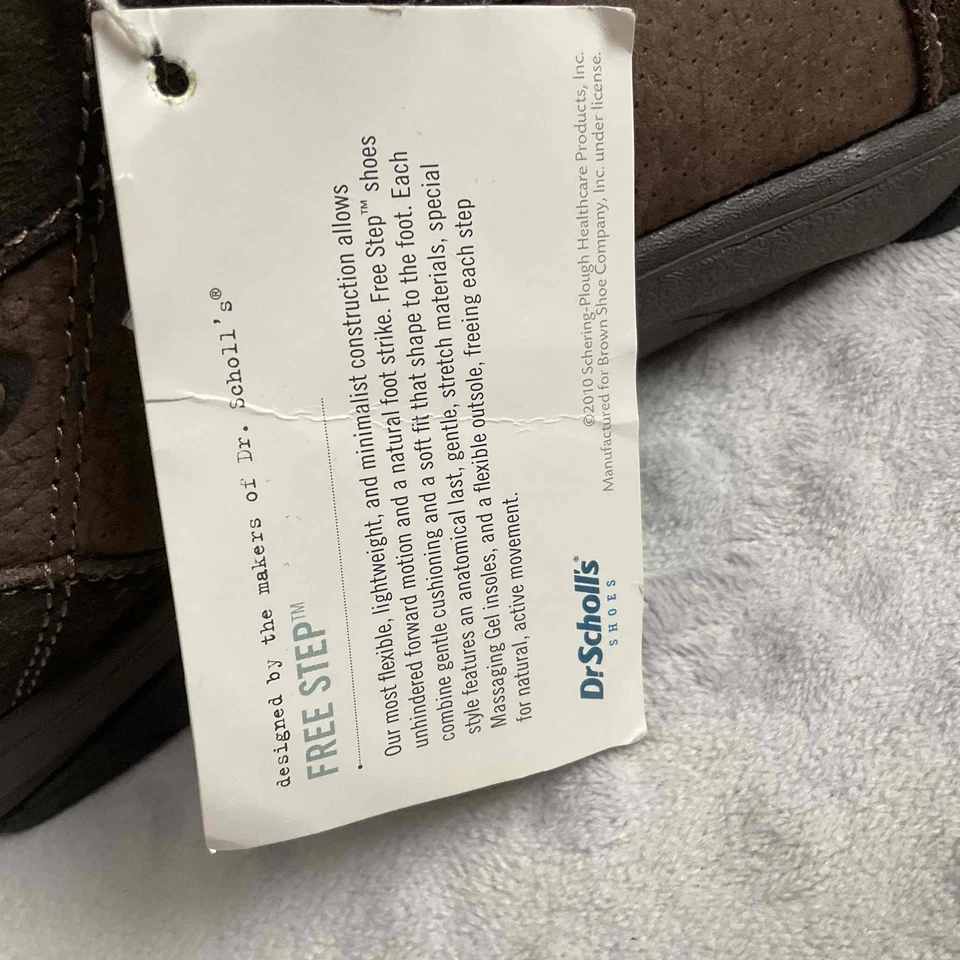 designed by the makers of Dr. Scholl's®
FREE STEP™
Our most flexible, lightweight, and minimalist construction allows
unhindered forward motion and a natural foot strike. Free Step™ shoes
combine gentle cushioning and a soft fit that shape to the foot. Each
style features an anatomical last, gentle, stretch materials, special
Massaging Gel insoles, and a flexible outsole, freeing each step
for natural, active movement.
Dr Scholl's
SHOES
©2010 Schering-Plough Healthcare Products, Inc.
Manufactured for Brown Shoe Company, Inc. under license.